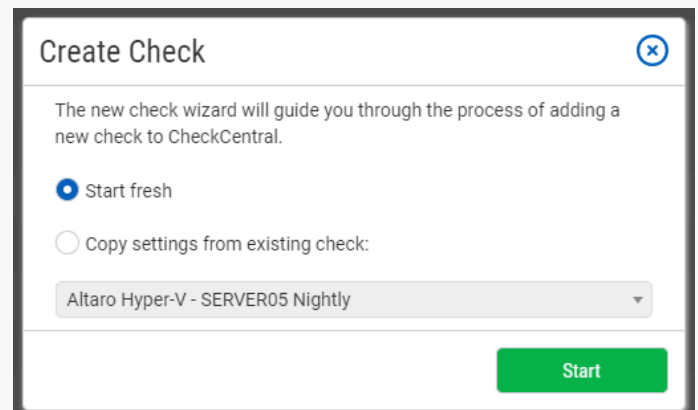 Create Check
The new check wizard will guide you through the process of adding a
new check to CheckCentral.
Start fresh
Copy settings from existing check:
Altaro Hyper-V - SERVER05 Nightly
Start